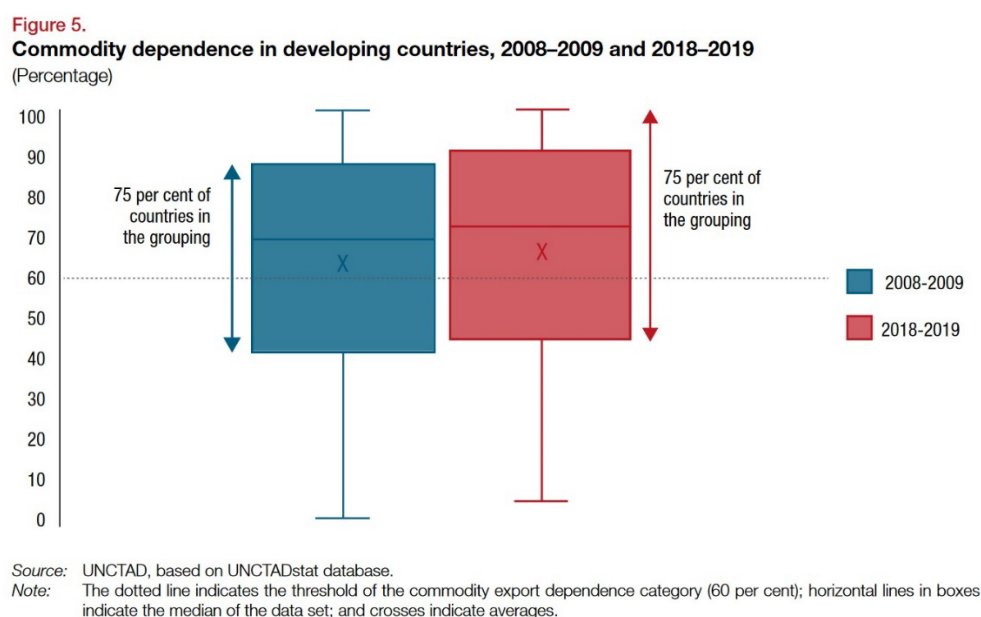 Figure 5.
Commodity dependence in developing countries, 2008–2009 and 2018–2019
(Percentage)
100
90
80
70
60
50
40
30
20
10
0
75 per cent of
countries in
the grouping
X
X
75 per cent of
countries in
the grouping
2008-2009
2018-2019
Source: UNCTAD, based on UNCTADstat database.
Note: The dotted line indicates the threshold of the commodity export dependence category (60 per cent); horizontal lines in boxes
indicate the median of the data set; and crosses indicate averages.